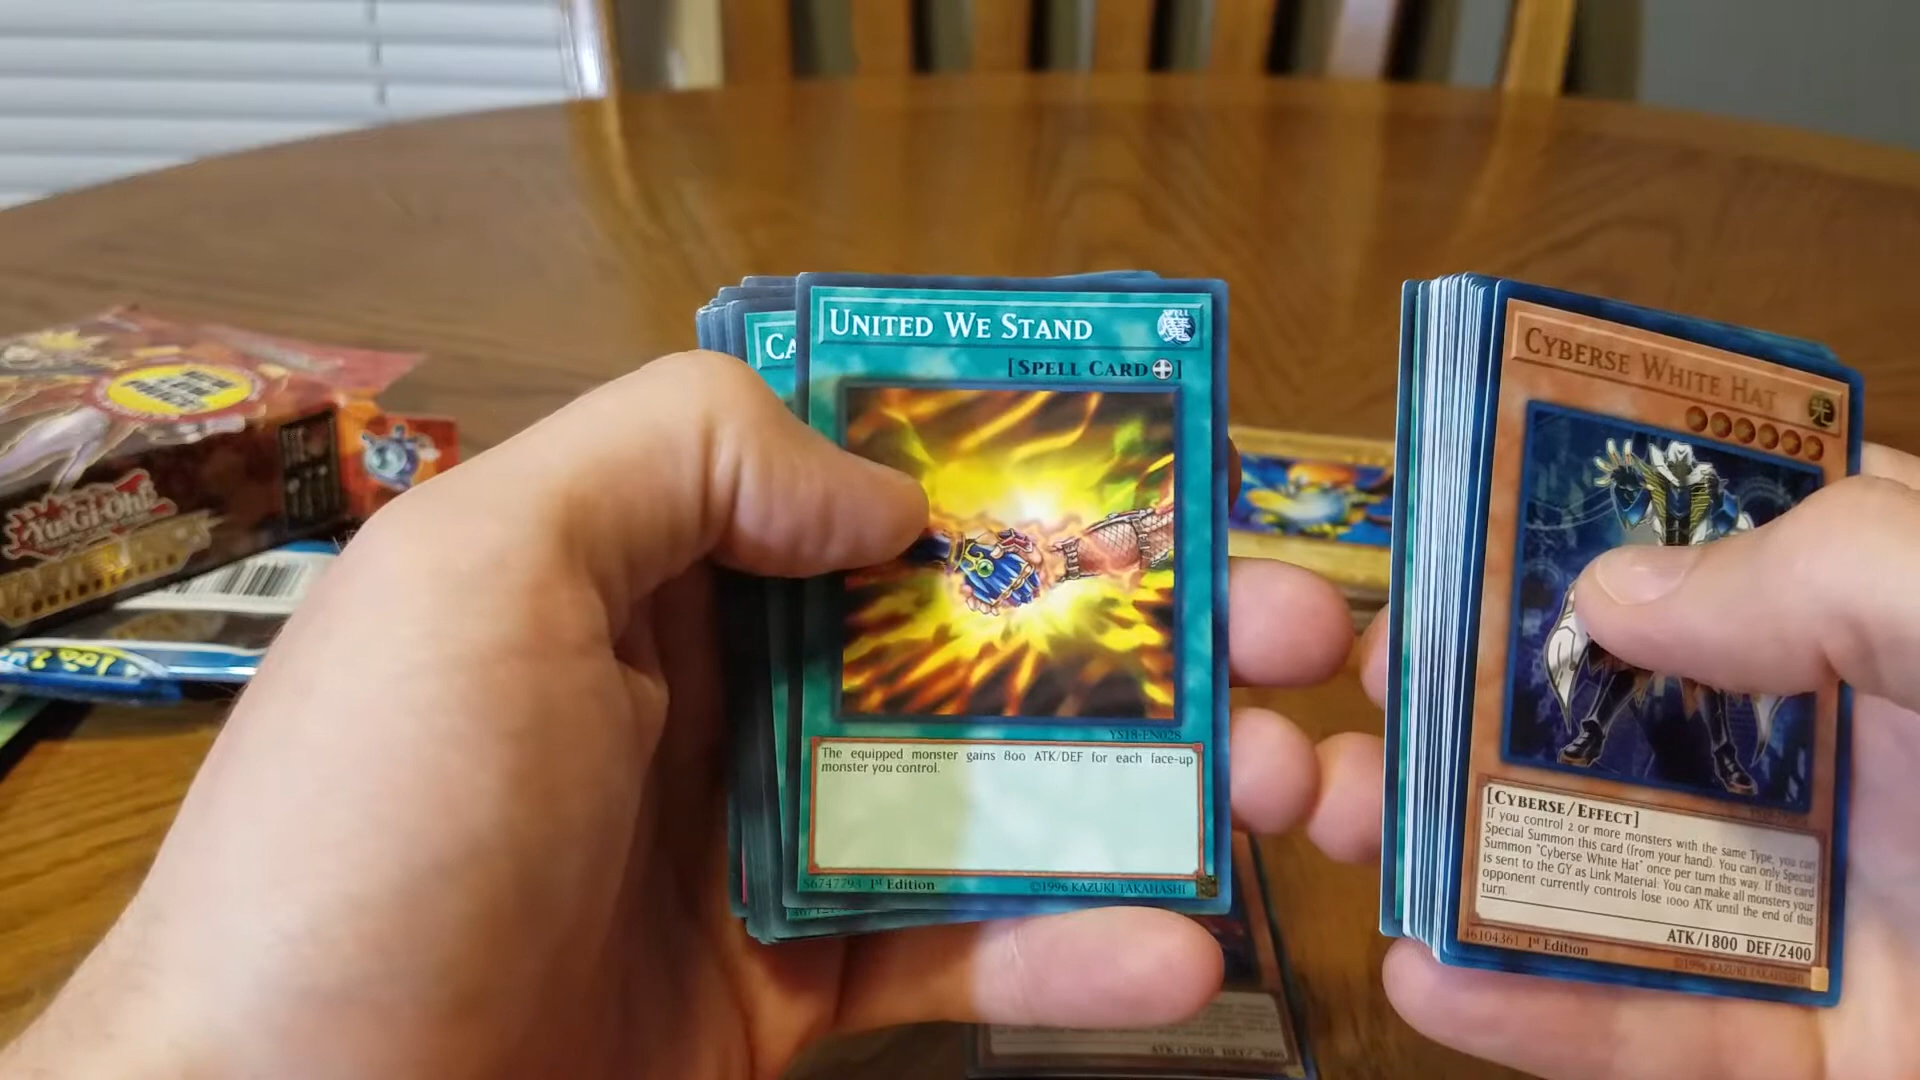 CA
UNITED WE STAND
SPELL
魔
[SPELL CARD]
YS18-EN028
The equipped monster gains 800 ATK/DEF for each face-up
monster you control.
56747793 1st Edition
©1996 KAZUKI TAKAHASHI
CYBERSE WHITE HAT
光
[CYBERSE/EFFECT]
If you control 2 or more monsters with the same Type, you can
Special Summon this card (from your hand). You can only Special
Summon "Cyberse White Hat" once per turn this way. If this card
is sent to the GY as Link Material: You can make all monsters your
opponent currently controls lose 1000 ATK until the end of this
turn.
ATK/1800 DEF/2400
46104361 1st Edition
©1996 KAZUKI TAKAHASHI
Yu-Gi-Oh!